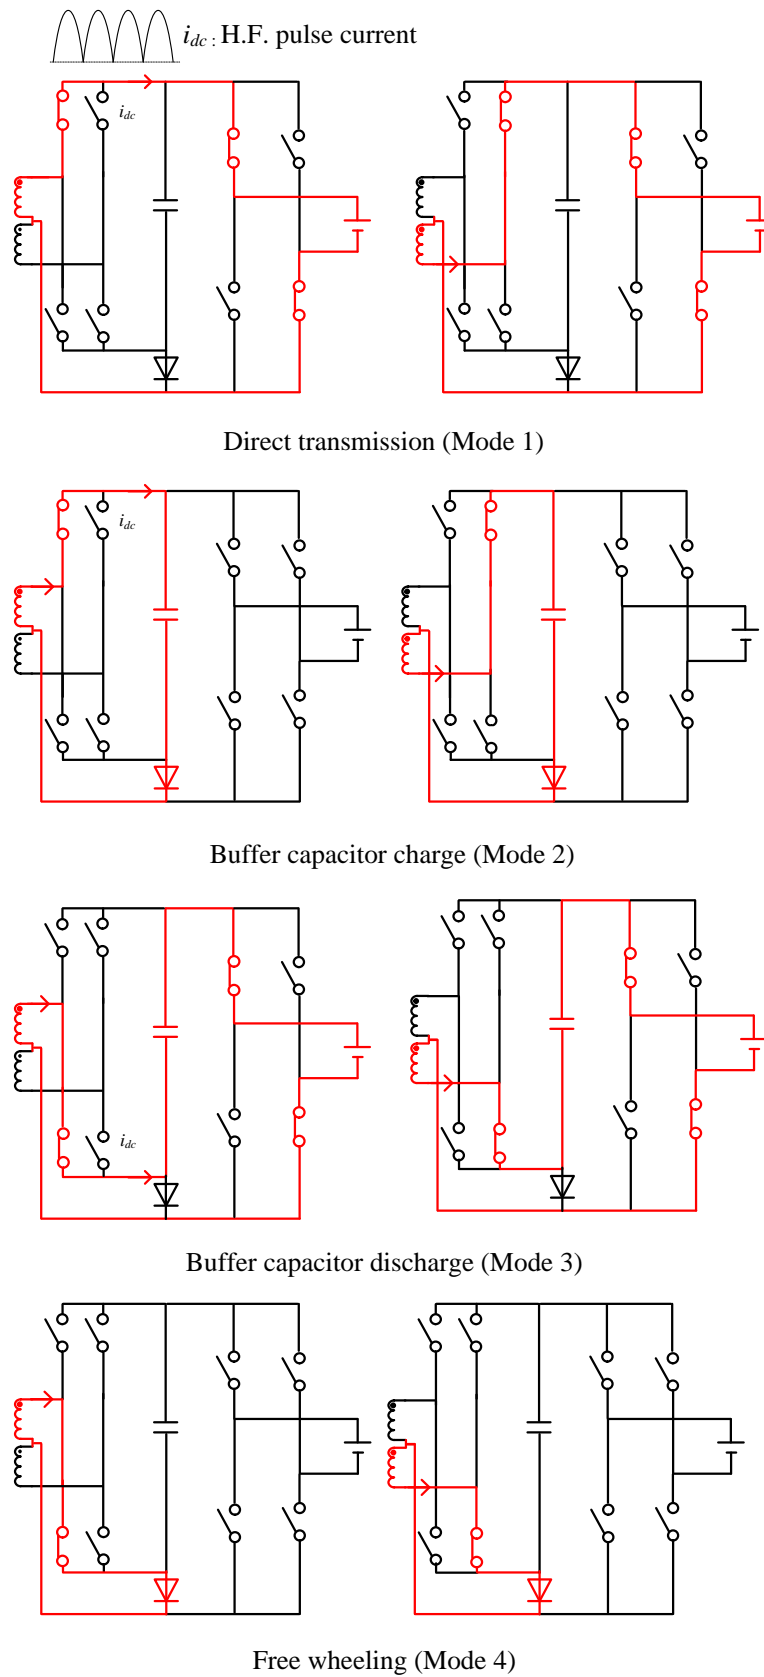 i_dc : H.F. pulse current
i_dc
Direct transmission (Mode 1)
i_dc
Buffer capacitor charge (Mode 2)
i_dc
Buffer capacitor discharge (Mode 3)
Free wheeling (Mode 4)